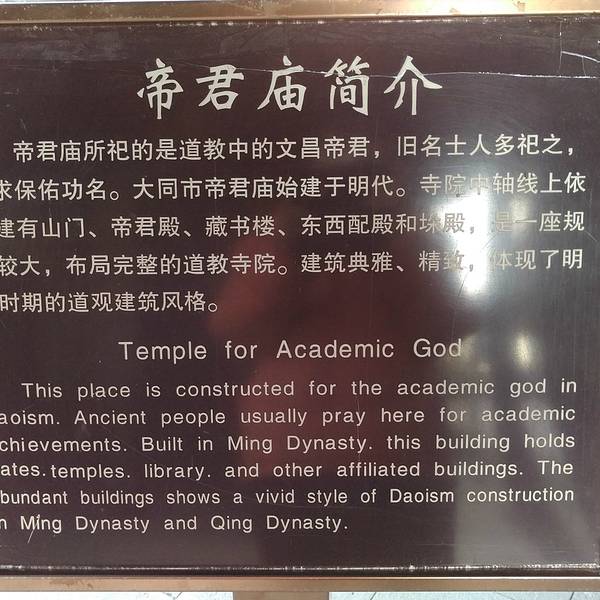 帝君庙简介
帝君庙所祀的是道教中的文昌帝君，旧名士人多祀之，
求保佑功名。大同市帝君庙始建于明代。寺院中轴线上依
建有山门、帝君殿、藏书楼、东西配殿和垛殿，是一座规
较大，布局完整的道教寺院。建筑典雅、精致，体现了明
时期的道观建筑风格。
Temple for Academic God
This place is constructed for the academic god in
aoism. Ancient people usually pray here for academic
chievements. Built in Ming Dynasty. this building holds
ates. temples. library. and other affiliated buildings. The
bundant buildings shows a vivid style of Daoism construction
n Ming Dynasty and Qing Dynasty.